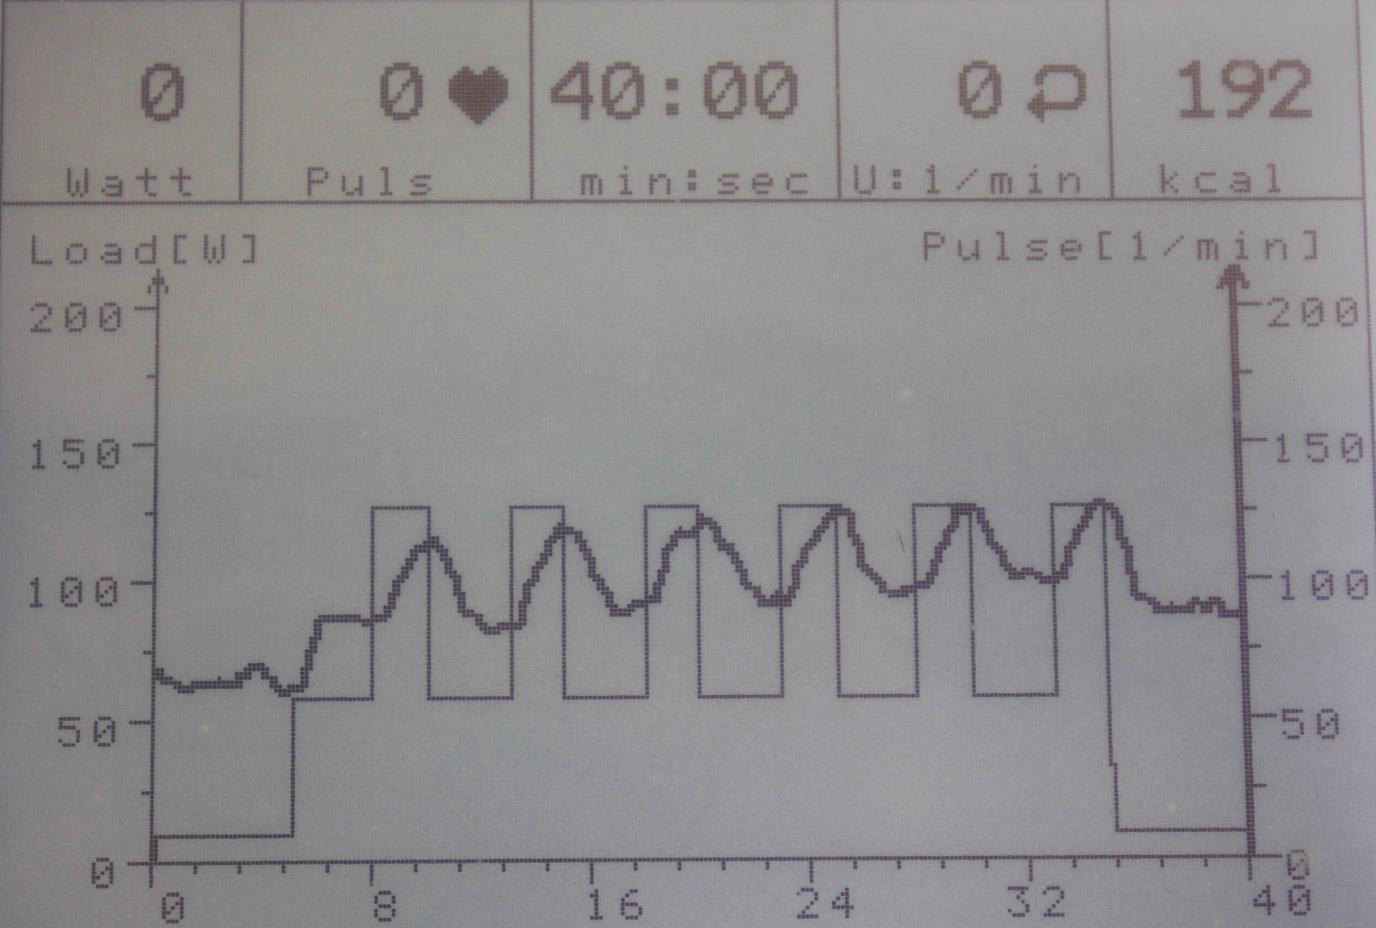 0 0 40:00 0 192
Watt Puls min:sec U:1/min kcal
Load[W] Pulse[1/min]
200 200
150 150
100 100
50 50
0 0
0 8 16 24 32 40